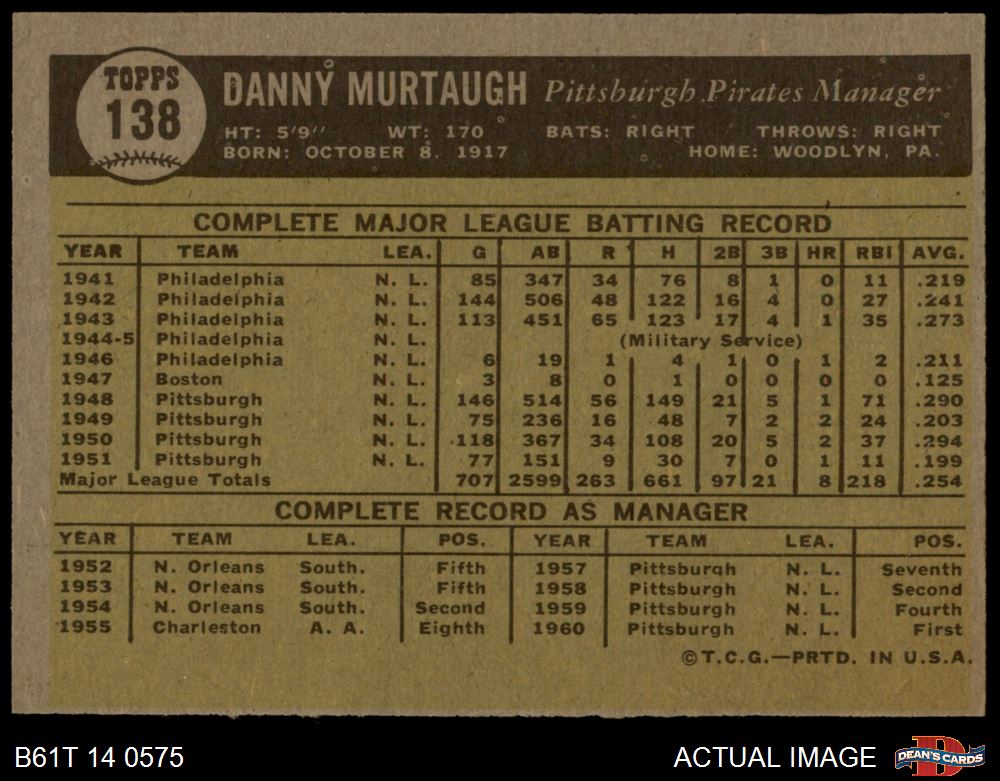 TOPPS
138
DANNY MURTAUGH Pittsburgh Pirates Manager
HT: 5'9" WT: 170 BATS: RIGHT THROWS: RIGHT
BORN: OCTOBER 8, 1917 HOME: WOODLYN, PA.
COMPLETE MAJOR LEAGUE BATTING RECORD
YEAR TEAM LEA. G AB R H 2B 3B HR RBI AVG.
1941 Philadelphia N. L. 85 347 34 76 8 1 0 11 .219
1942 Philadelphia N. L. 144 506 48 122 16 4 0 27 .241
1943 Philadelphia N. L. 113 451 65 123 17 4 1 35 .273
1944-5 Philadelphia N. L. (Military Service)
1946 Philadelphia N. L. 6 19 1 4 1 0 1 2 .211
1947 Boston N. L. 3 8 0 1 0 0 0 0 .125
1948 Pittsburgh N. L. 146 514 56 149 21 5 1 71 .290
1949 Pittsburgh N. L. 75 236 16 48 7 2 2 24 .203
1950 Pittsburgh N. L. 118 367 34 108 20 5 2 37 .294
1951 Pittsburgh N. L. 77 151 9 30 7 0 1 11 .199
Major League Totals 707 2599 263 661 97 21 8 218 .254
COMPLETE RECORD AS MANAGER
YEAR TEAM LEA. POS. YEAR TEAM LEA. POS.
1952 N. Orleans South. Fifth 1957 Pittsburgh N. L. Seventh
1953 N. Orleans South. Fifth 1958 Pittsburgh N. L. Second
1954 N. Orleans South. Second 1959 Pittsburgh N. L. Fourth
1955 Charleston A. A. Eighth 1960 Pittsburgh N. L. First
©T.C.G.—PRTD. IN U.S.A.
B61T 14 0575 ACTUAL IMAGE DEAN'S CARDS